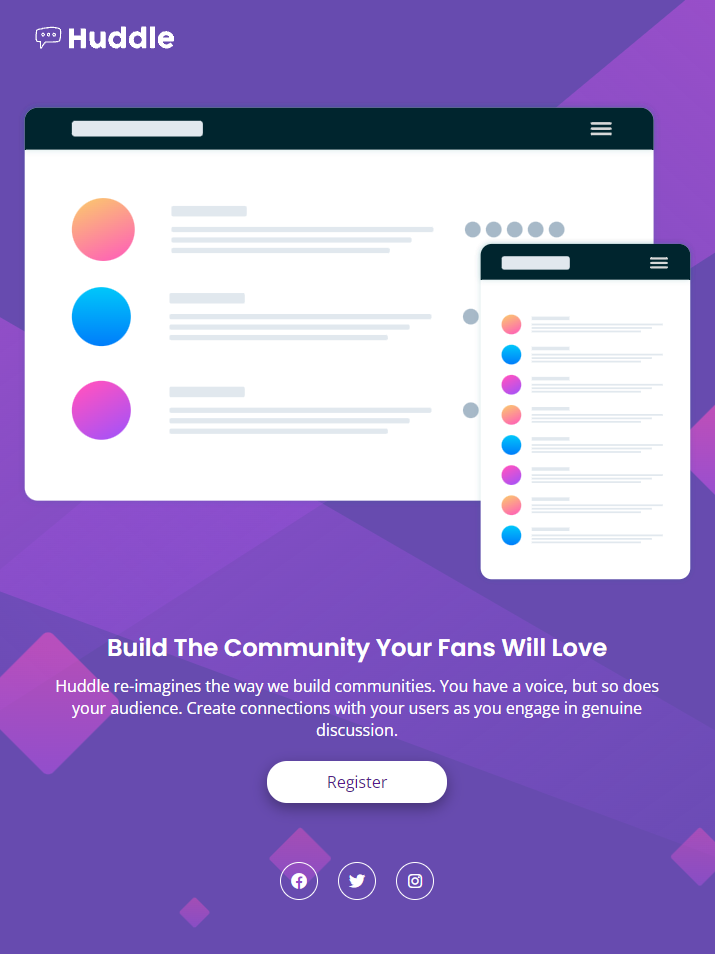 Huddle
Build The Community Your Fans Will Love
Huddle re-imagines the way we build communities. You have a voice, but so does
your audience. Create connections with your users as you engage in genuine
discussion.
Register